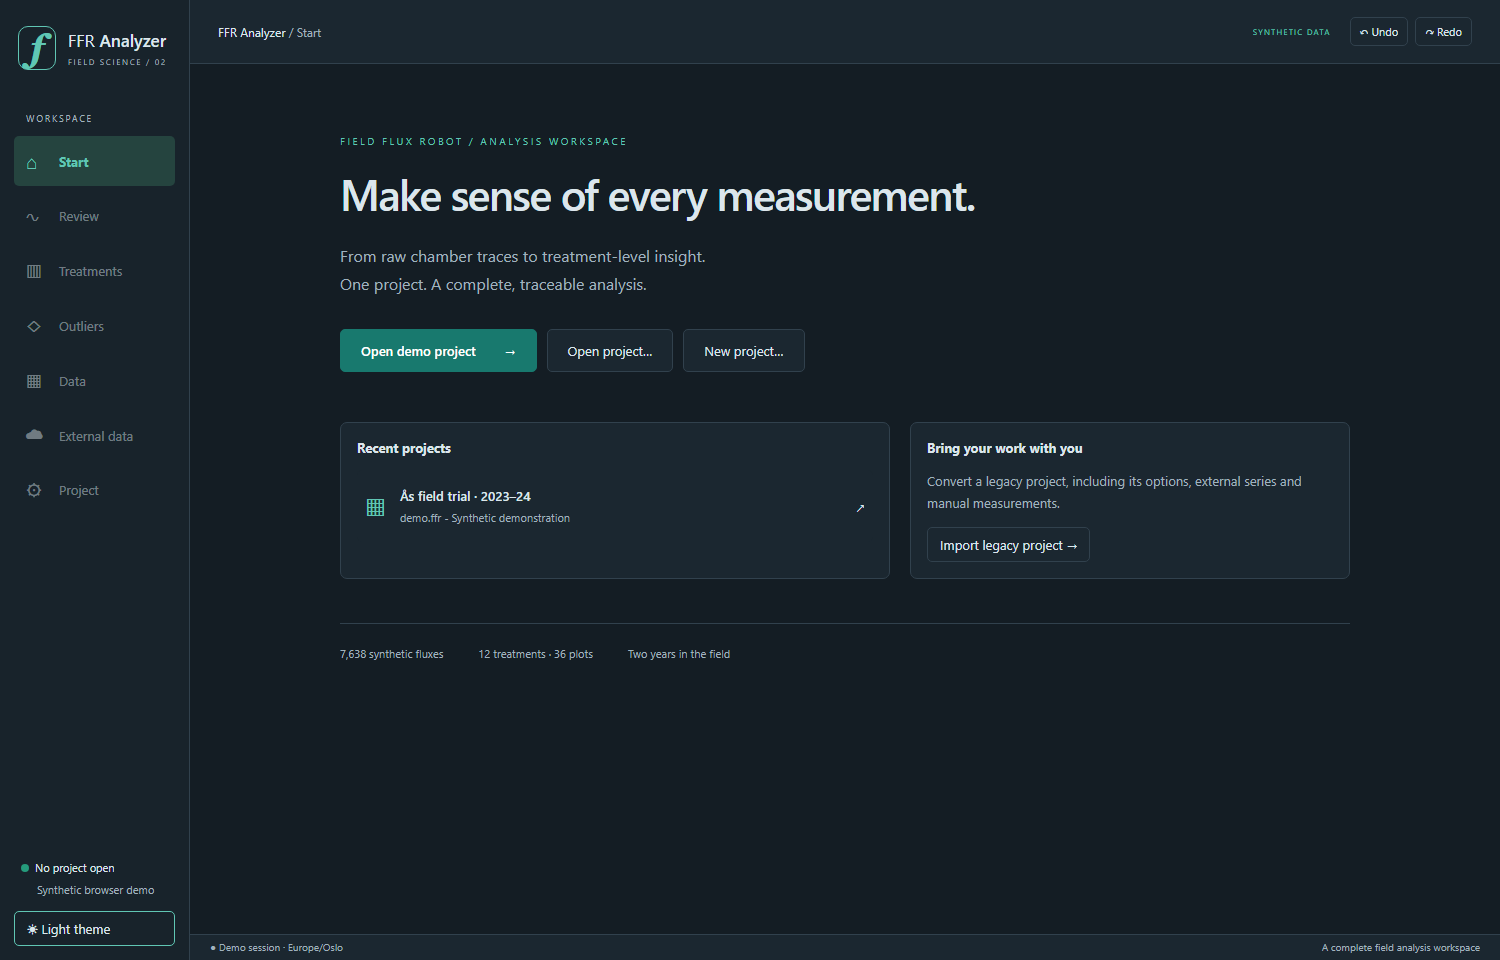 f
FFR Analyzer
FIELD SCIENCE / 02
WORKSPACE
Start
Review
Treatments
Outliers
Data
External data
Project
No project open
Synthetic browser demo
☀ Light theme
FFR Analyzer / Start
SYNTHETIC DATA
↶ Undo
↷ Redo
FIELD FLUX ROBOT / ANALYSIS WORKSPACE
Make sense of every measurement.
From raw chamber traces to treatment-level insight.
One project. A complete, traceable analysis.
Open demo project →
Open project...
New project...
Recent projects
Ås field trial · 2023–24
demo.ffr - Synthetic demonstration
↗
Bring your work with you
Convert a legacy project, including its options, external series and
manual measurements.
Import legacy project →
7,638 synthetic fluxes
12 treatments · 36 plots
Two years in the field
● Demo session · Europe/Oslo
A complete field analysis workspace